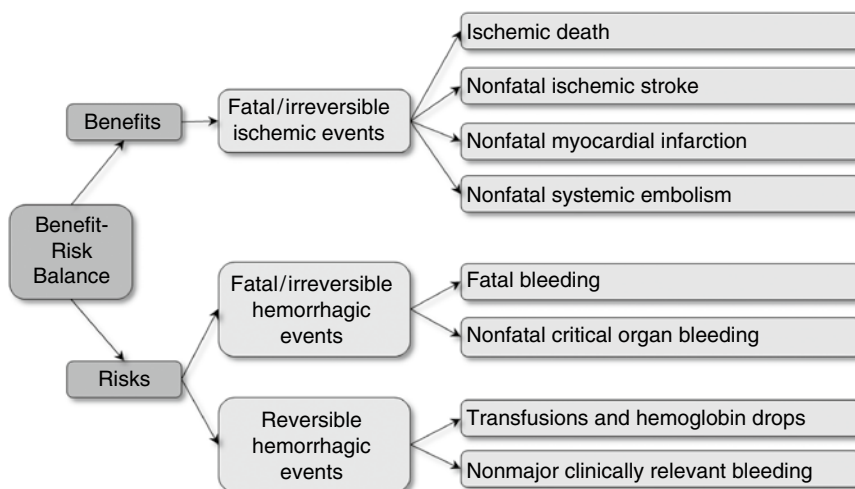 Benefit-
Risk
Balance
Benefits
Fatal/irreversible
ischemic events
Ischemic death
Nonfatal ischemic stroke
Nonfatal myocardial infarction
Nonfatal systemic embolism
Risks
Fatal/irreversible
hemorrhagic
events
Fatal bleeding
Nonfatal critical organ bleeding
Reversible
hemorrhagic
events
Transfusions and hemoglobin drops
Nonmajor clinically relevant bleeding